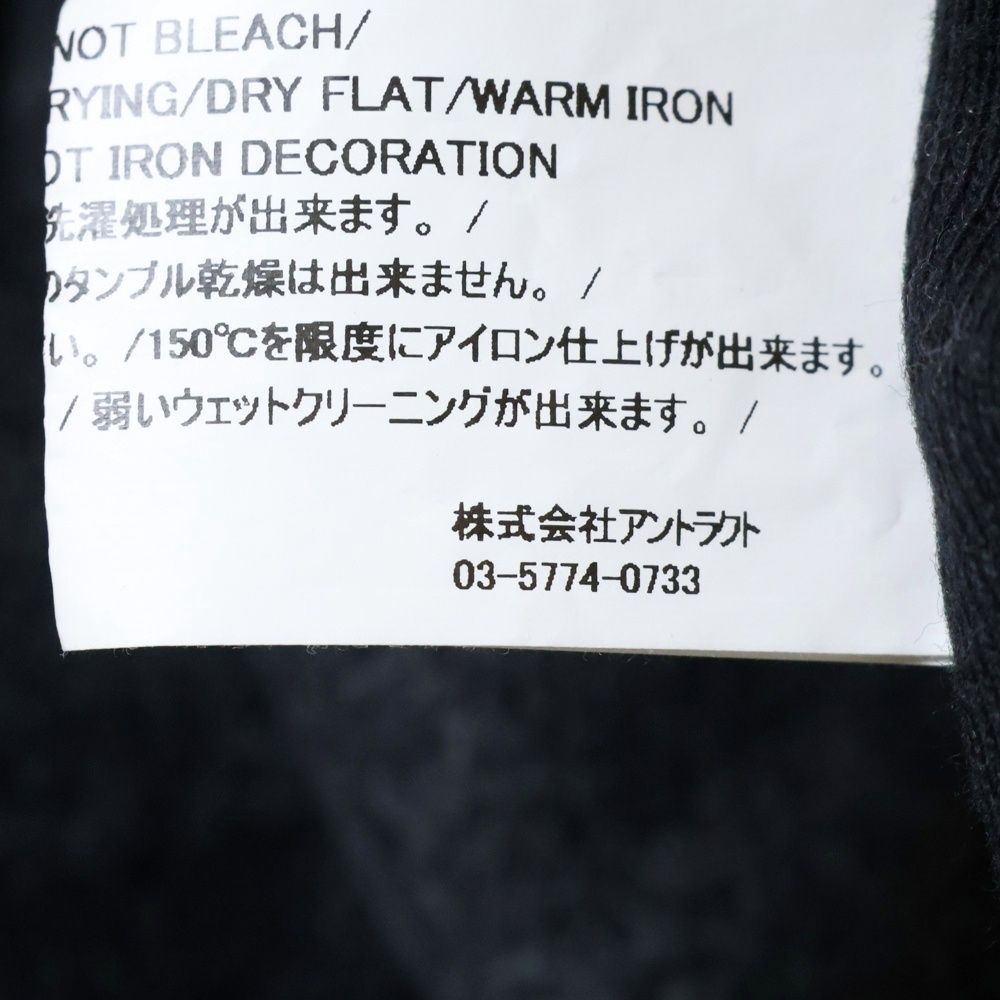 NOT BLEACH/
RYING/DRY FLAT/WARM IRON
OT IRON DECORATION
洗濯処理が出来ます。/
のタンブル乾燥は出来ません。/
い。/150℃を限度にアイロン仕上げが出来ます。
/弱いウェットクリーニングが出来ます。/
株式会社アントラクト
03-5774-0733